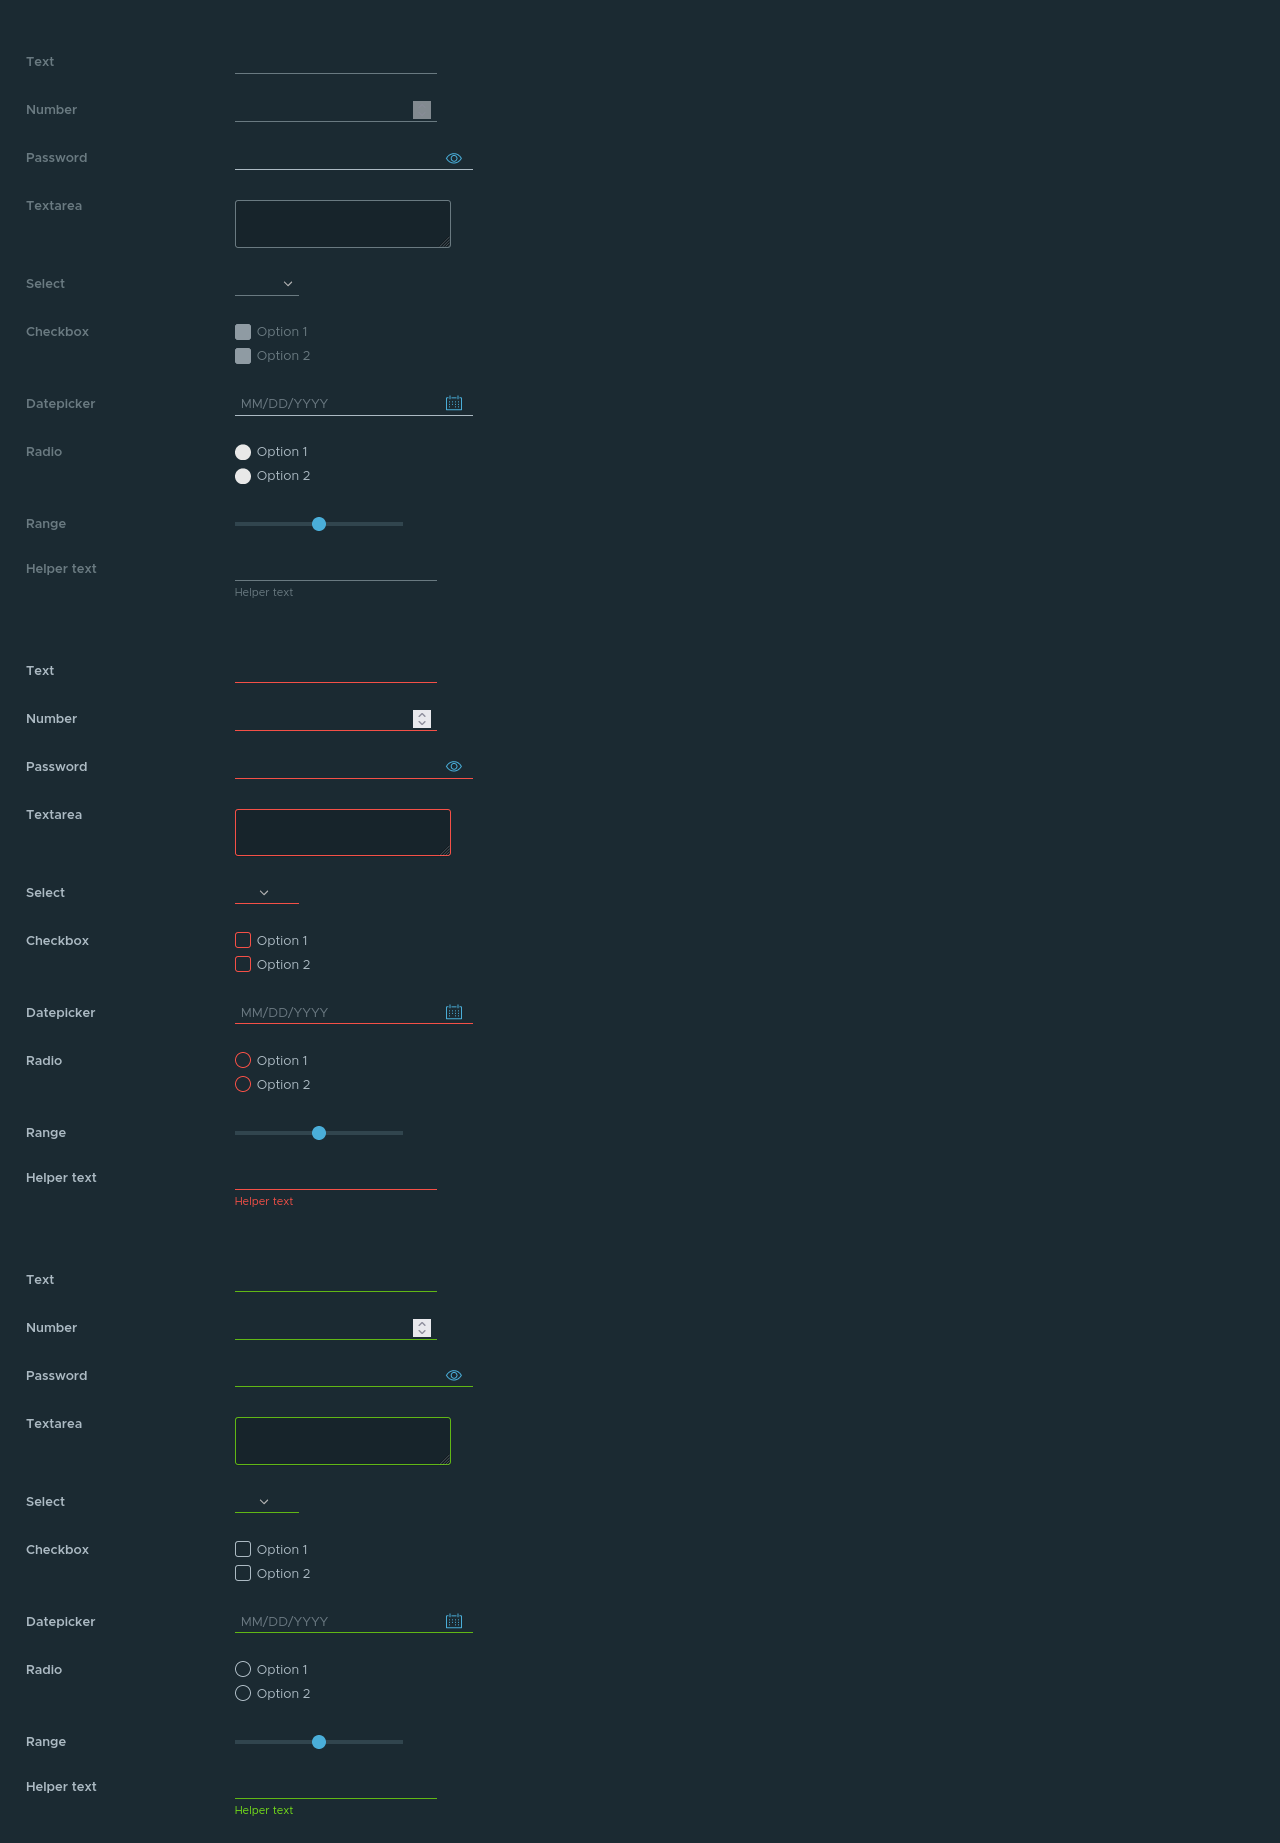 Text
Number
Password
Textarea
Select
Checkbox
Option 1
Option 2
Datepicker
MM/DD/YYYY
Radio
Option 1
Option 2
Range
Helper text
Helper text
Text
Number
Password
Textarea
Select
Checkbox
Option 1
Option 2
Datepicker
MM/DD/YYYY
Radio
Option 1
Option 2
Range
Helper text
Helper text
Text
Number
Password
Textarea
Select
Checkbox
Option 1
Option 2
Datepicker
MM/DD/YYYY
Radio
Option 1
Option 2
Range
Helper text
Helper text